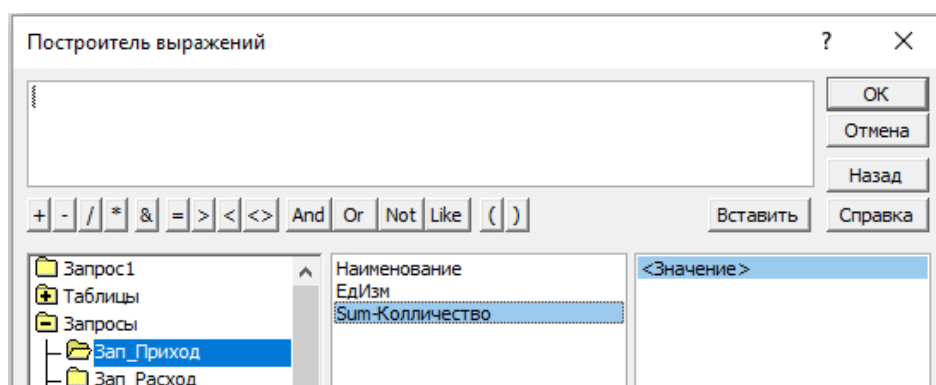 Построитель выражений ? ×
ОК
Отмена
Назад
+ - / * & = > < <> And Or Not Like ( ) Вставить Справка
Запрос1 Наименование <Значение>
Таблицы ЕдИзм
Запросы Sum-Колличество
Зап_Приход
Зап_Расход